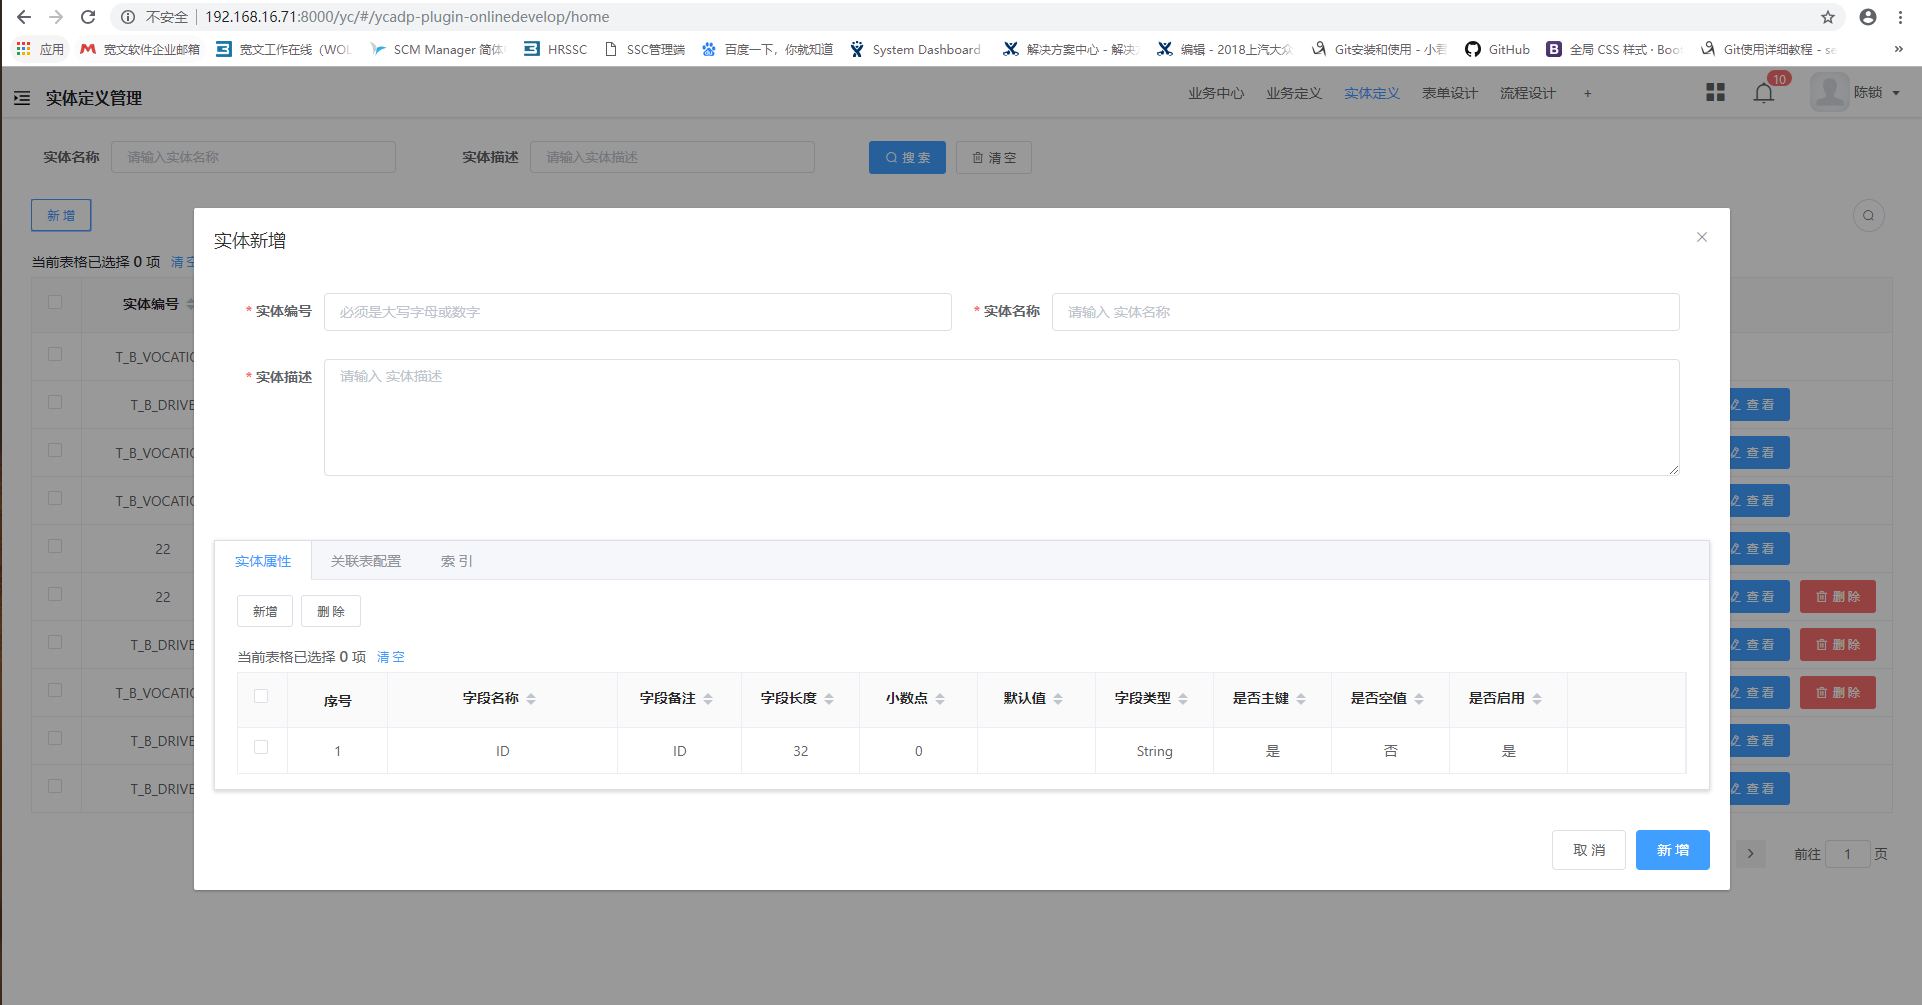 不安全 192.168.16.71:8000/yc/#/ycadp-plugin-onlinedevelop/home
应用 宽文软件企业邮箱 宽文工作在线（WOL SCM Manager 简体 HRSSC SSC管理端 百度一下，你就知道 System Dashboard 解决方案中心 - 解决 编辑 - 2018上汽大众 Git安装和使用 - 小君 GitHub 全局 CSS 样式 · Boo Git使用详细教程 - se »
实体定义管理 业务中心 业务定义 实体定义 表单设计 流程设计 + 10 陈锁
实体名称 请输入实体名称 实体描述 请输入实体描述 搜 索 清 空
新 增
实体新增
当前表格已选择 0 项 清 空
实体编号
* 实体编号 必须是大写字母或数字 * 实体名称 请输入 实体名称
T_B_VOCATIO
* 实体描述 请输入 实体描述
T_B_DRIVE 查 看
T_B_VOCATIO 查 看
T_B_VOCATIO 查 看
22 查 看
实体属性 关联表配置 索 引
22 查 看 删 除
新增 删 除
T_B_DRIVE 查 看 删 除
当前表格已选择 0 项 清 空
T_B_VOCATIO 查 看 删 除
序号 字段名称 字段备注 字段长度 小数点 默认值 字段类型 是否主键 是否空值 是否启用
T_B_DRIVE 查 看
1 ID ID 32 0 String 是 否 是
T_B_DRIVE 查 看
取 消 新 增
前往 1 页